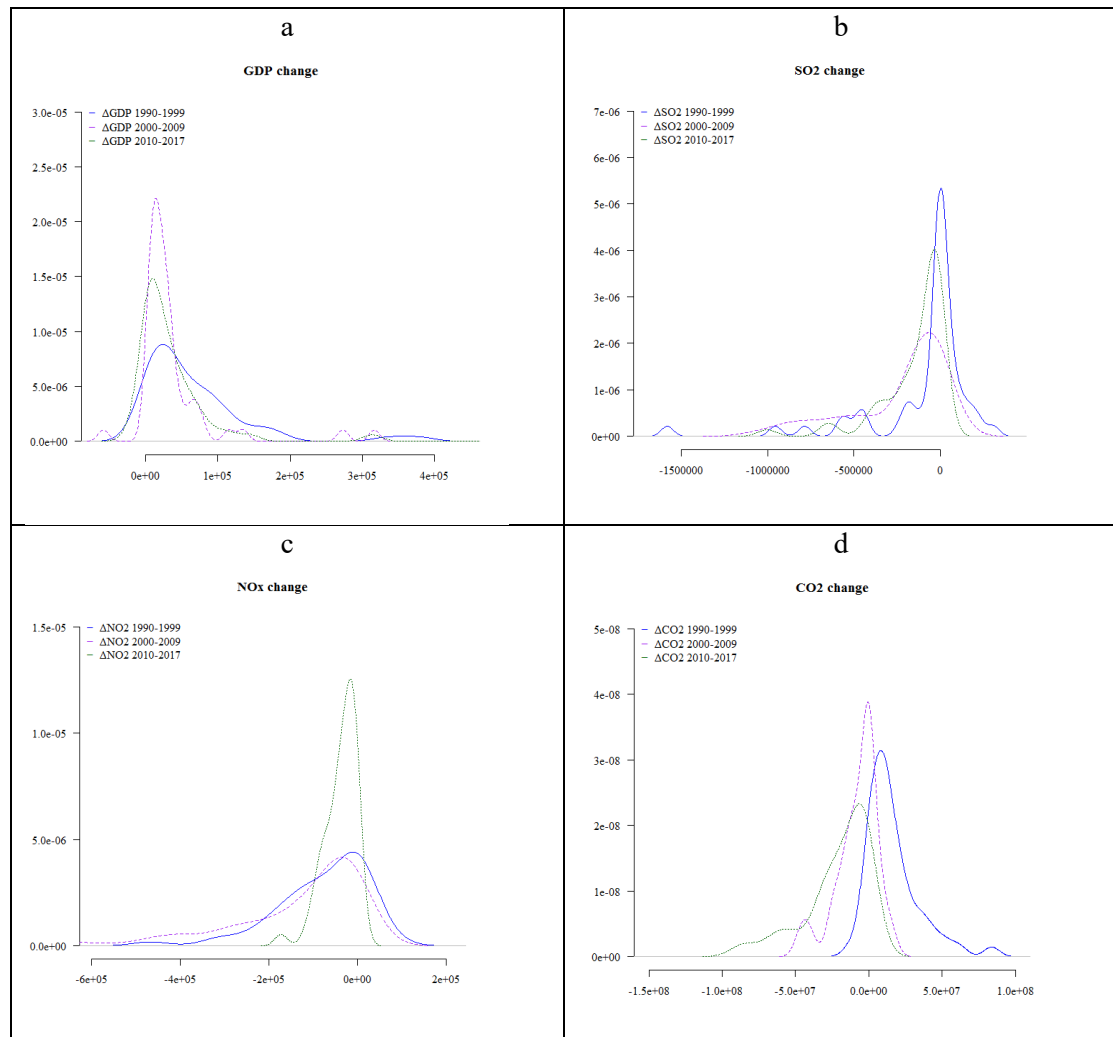 a
GDP change
3.0e-05
2.5e-05
2.0e-05
1.5e-05
1.0e-05
5.0e-06
0.0e+00
ΔGDP 1990-1999
ΔGDP 2000-2009
ΔGDP 2010-2017
0e+00 1e+05 2e+05 3e+05 4e+05
b
SO2 change
7e-06
6e-06
5e-06
4e-06
3e-06
2e-06
1e-06
0e+00
ΔSO2 1990-1999
ΔSO2 2000-2009
ΔSO2 2010-2017
-1500000 -1000000 -500000 0
c
NOx change
1.5e-05
1.0e-05
5.0e-06
0.0e+00
ΔNO2 1990-1999
ΔNO2 2000-2009
ΔNO2 2010-2017
-6e+05 -4e+05 -2e+05 0e+00 2e+05
d
CO2 change
5e-08
4e-08
3e-08
2e-08
1e-08
0e+00
ΔCO2 1990-1999
ΔCO2 2000-2009
ΔCO2 2010-2017
-1.5e+08 -1.0e+08 -5.0e+07 0.0e+00 5.0e+07 1.0e+08